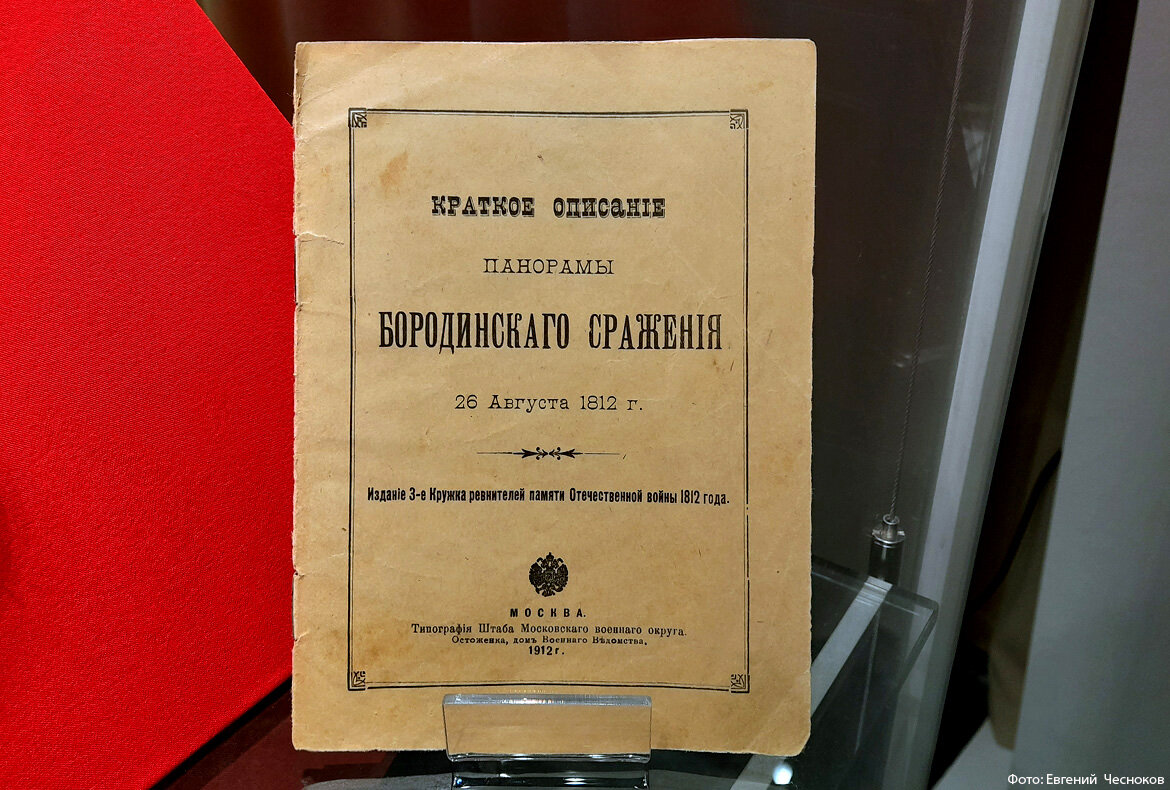 КРАТКОЕ ОПИСАНІЕ
ПАНОРАМЫ
БОРОДИНСКАГО СРАЖЕНІЯ
26 Августа 1812 г.
Изданіе 3-е Кружка ревнителей памяти Отечественной войны 1812 года.
МОСКВА.
Типографія Штаба Московскаго военнаго округа.
Остоженка, домъ Военнаго Вѣдомства.
1912 г.
Фото: Евгений Чесноков